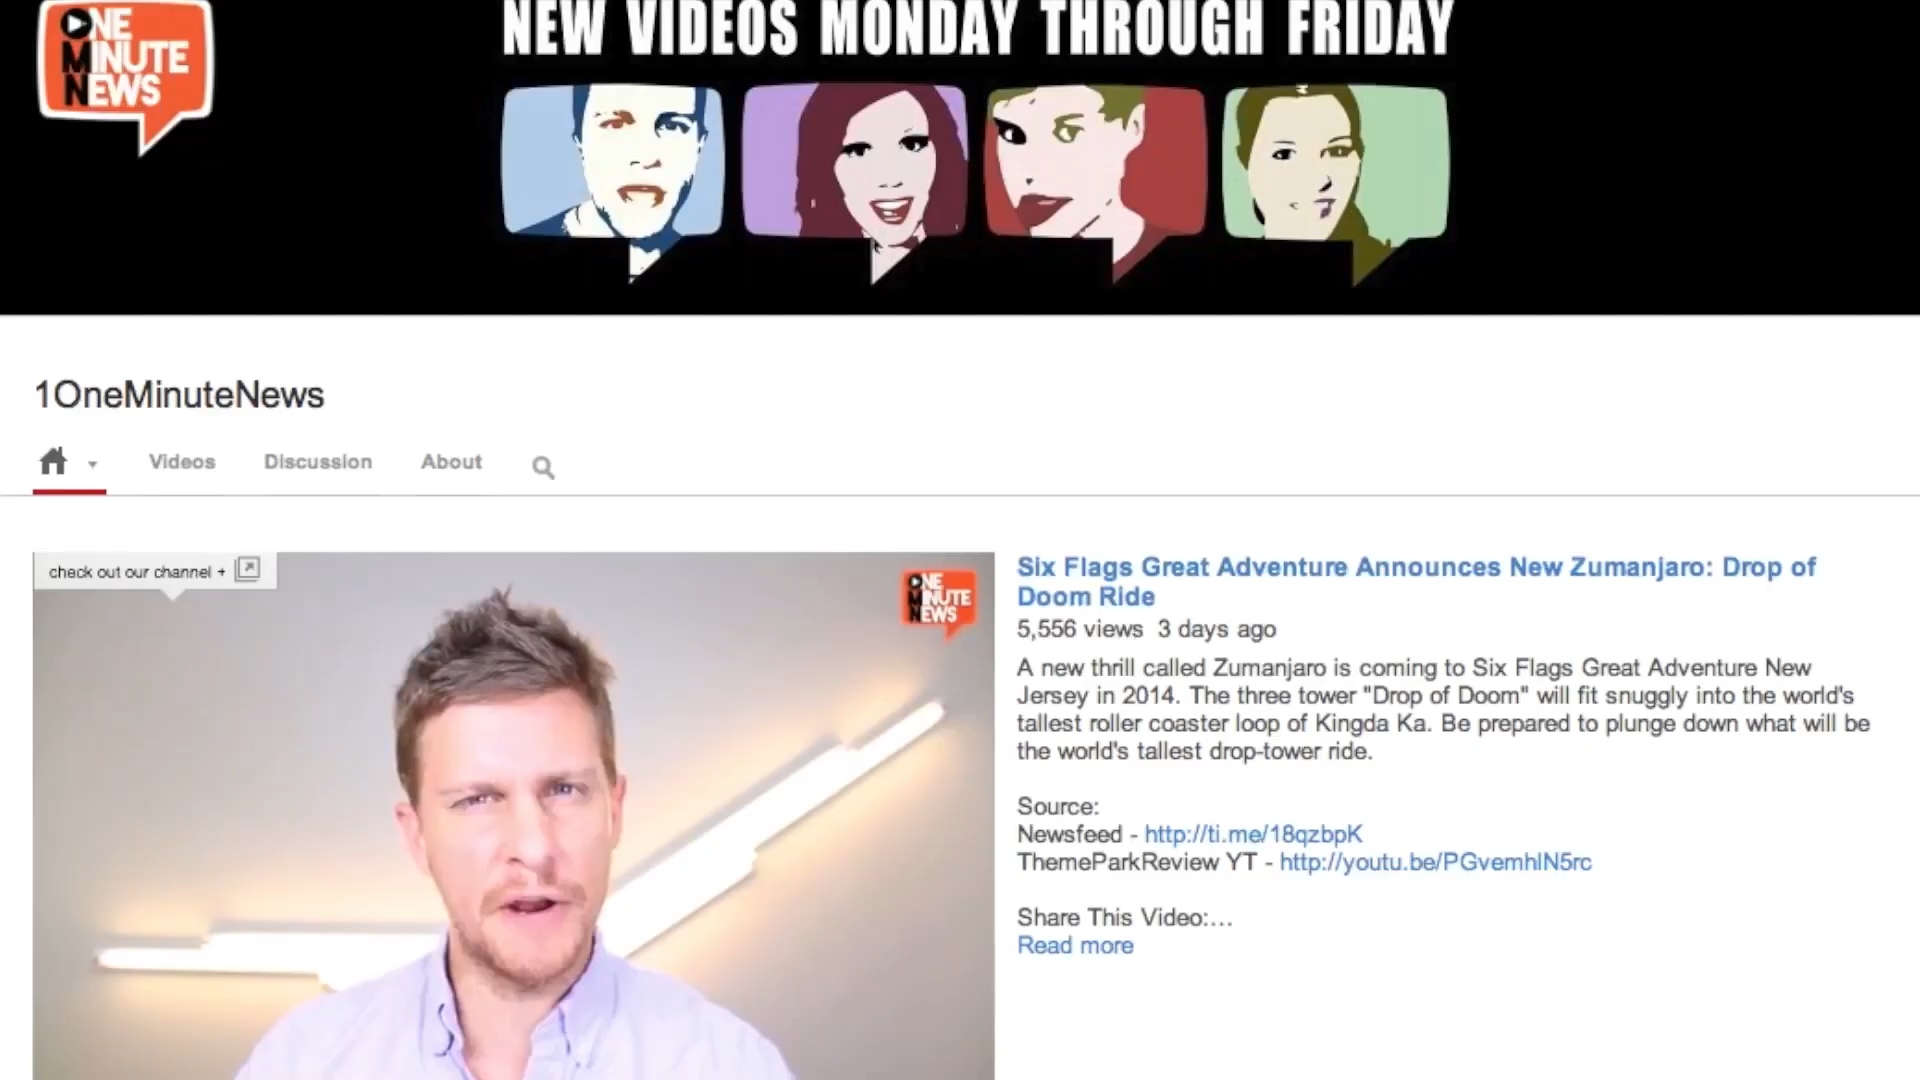 ONE
MINUTE
NEWS
NEW VIDEOS MONDAY THROUGH FRIDAY
1OneMinuteNews
Videos
Discussion
About
check out our channel +
ONE
MINUTE
NEWS
Six Flags Great Adventure Announces New Zumanjaro: Drop of
Doom Ride
5,556 views 3 days ago
A new thrill called Zumanjaro is coming to Six Flags Great Adventure New
Jersey in 2014. The three tower "Drop of Doom" will fit snuggly into the world's
tallest roller coaster loop of Kingda Ka. Be prepared to plunge down what will be
the world's tallest drop-tower ride.
Source:
Newsfeed - http://ti.me/18qzbpK
ThemeParkReview YT - http://youtu.be/PGvemhlN5rc
Share This Video:...
Read more